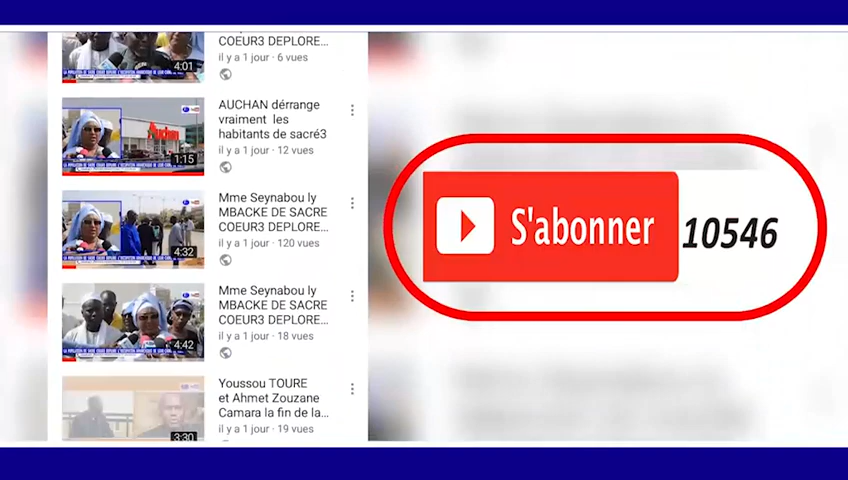 COEUR3 DEPLORE...
il y a 1 jour · 6 vues
4:01
AUCHAN dérrange
vraiment les
habitants de sacré3
il y a 1 jour · 12 vues
Auchan
1:15
Mme Seynabou ly
MBACKE DE SACRE
COEUR3 DEPLORE...
il y a 1 jour · 120 vues
4:32
Mme Seynabou ly
MBACKE DE SACRE
COEUR3 DEPLORE...
il y a 1 jour · 18 vues
4:42
Youssou TOURE
et Ahmet Zouzane
Camara la fin de la...
il y a 1 jour · 19 vues
3:30
S'abonner
10546